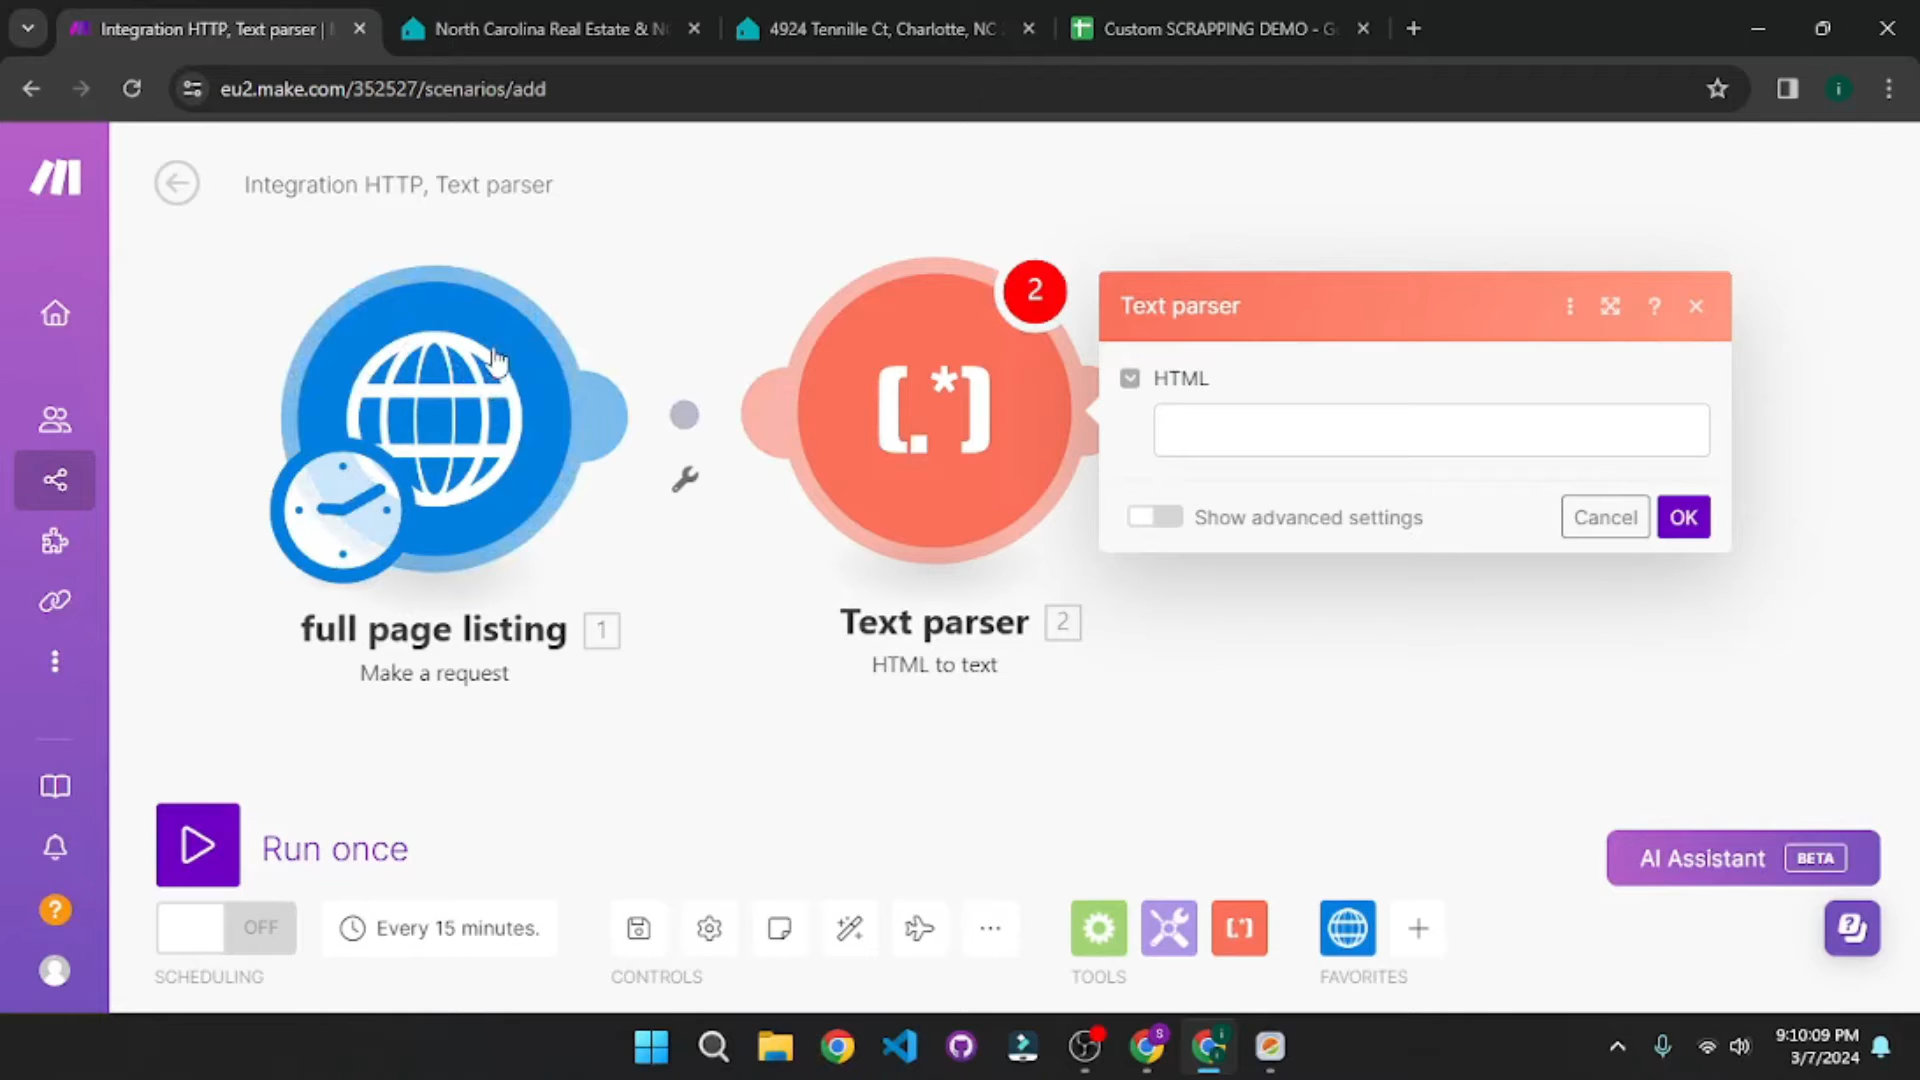 Integration HTTP, Text parser |
North Carolina Real Estate & N
4924 Tennille Ct, Charlotte, NC
Custom SCRAPPING DEMO - G
eu2.make.com/352527/scenarios/add
i
Integration HTTP, Text parser
2
Text parser
HTML
Show advanced settings
Cancel
OK
full page listing 1
Make a request
Text parser 2
HTML to text
Run once
AI Assistant BETA
OFF
Every 15 minutes.
SCHEDULING
CONTROLS
TOOLS
FAVORITES
S
9:10:09 PM
3/7/2024